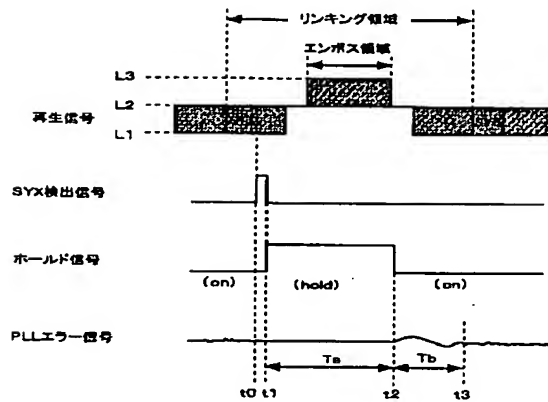 リンキング領域
エンボス領域
L3
L2
再生信号
L1
SYX検出信号
ホールド信号
(on)
(hold)
(on)
PLLエラー信号
Ta
Tb
t0
t1
t2
t3